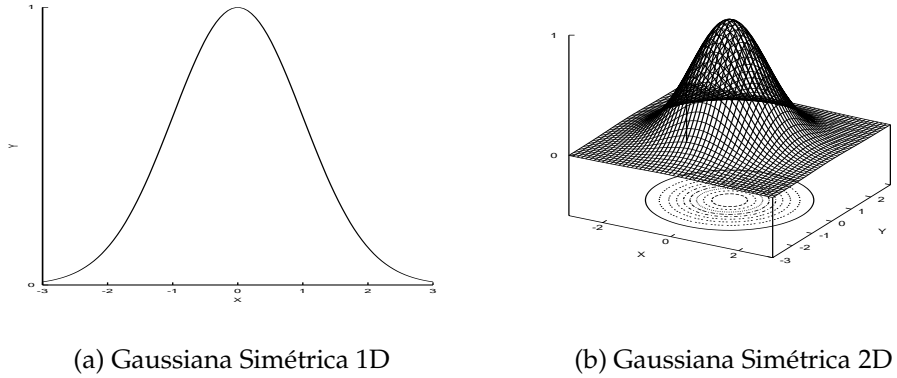 1
Y
0
-3 -2 -1 0 1 2 3
X
(a) Gaussiana Simétrica 1D
1
0
-2 0 2
X
-3 -2 -1 0 1 2
Y
(b) Gaussiana Simétrica 2D